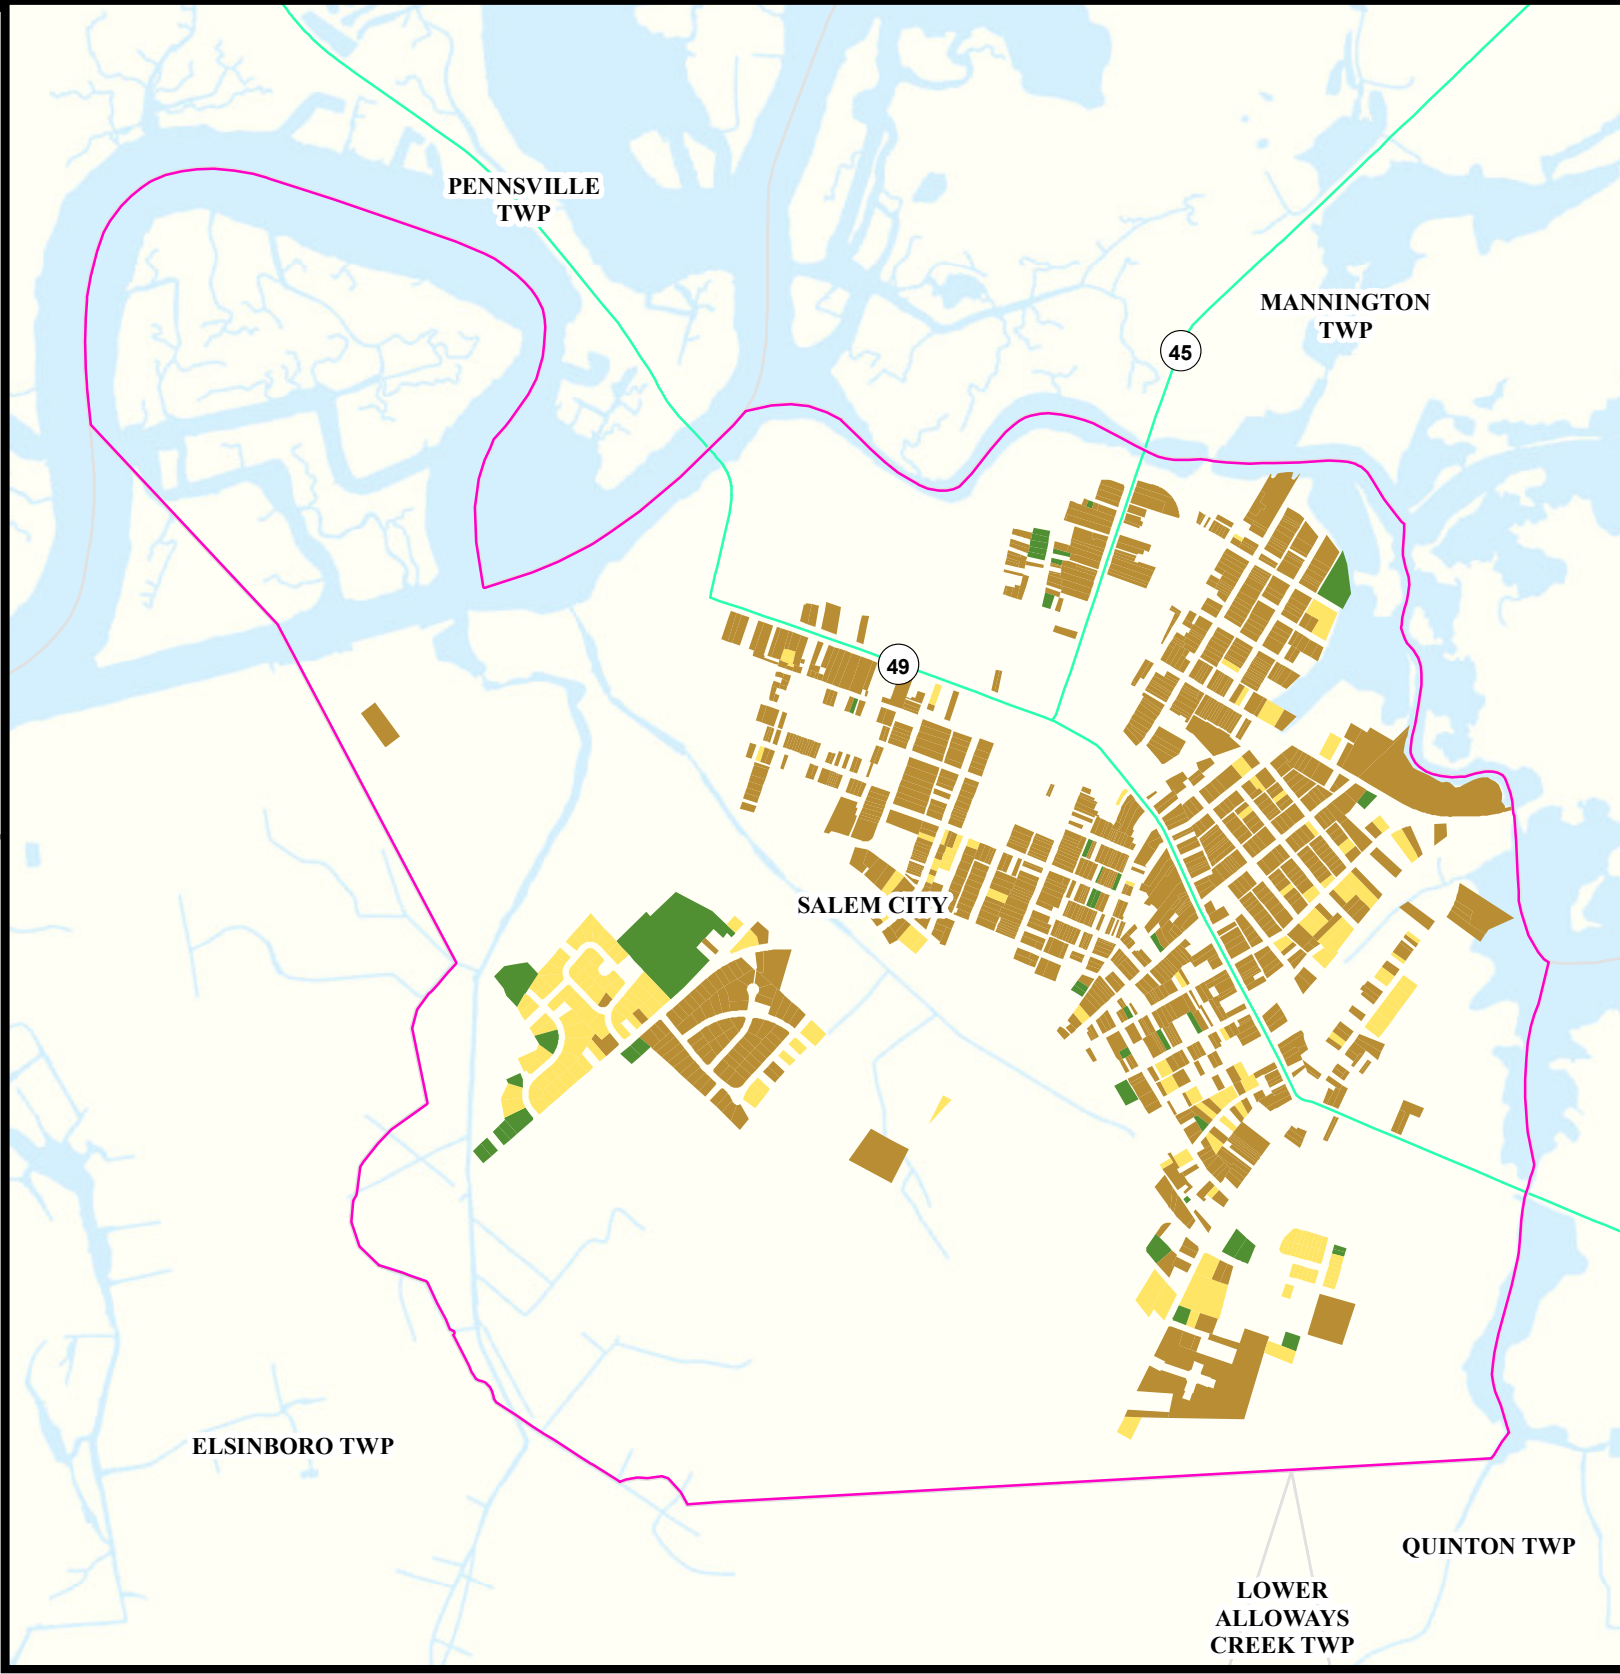 PENNSVILLE
TWP
MANNINGTON
TWP
45
49
SALEM CITY
ELSINBORO TWP
QUINTON TWP
LOWER
ALLOWAYS
CREEK TWP